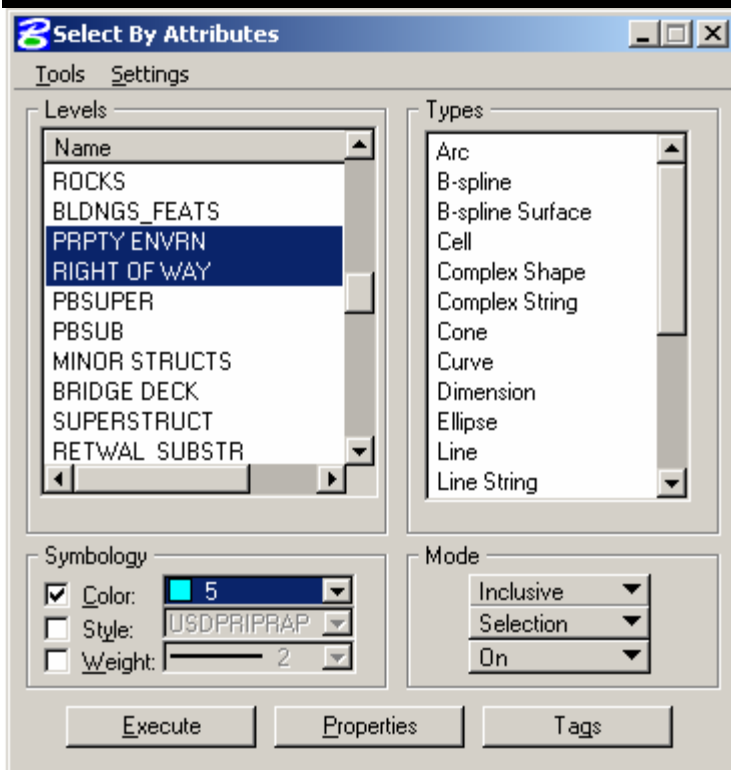 Select By Attributes
Tools Settings
Levels
Name
ROCKS
BLDNGS_FEATS
PRPTY ENVRN
RIGHT OF WAY
PBSUPER
PBSUB
MINOR STRUCTS
BRIDGE DECK
SUPERSTRUCT
RETWAL SUBSTR
Types
Arc
B-spline
B-spline Surface
Cell
Complex Shape
Complex String
Cone
Curve
Dimension
Ellipse
Line
Line String
Symbology
Color: 5
Style: USDPRIPRAP
Weight: 2
Mode
Inclusive
Selection
On
Execute Properties Tags